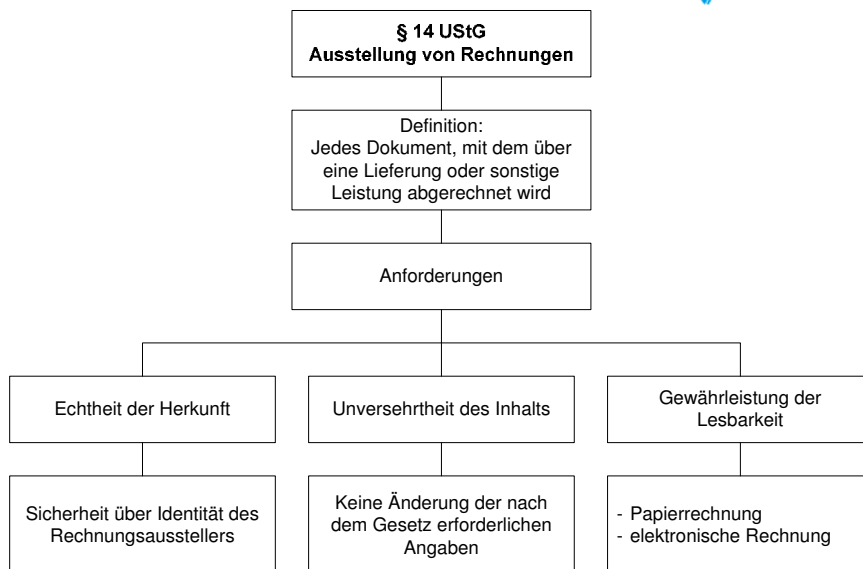 § 14 UStG
Ausstellung von Rechnungen
Definition:
Jedes Dokument, mit dem über
eine Lieferung oder sonstige
Leistung abgerechnet wird
Anforderungen
Echtheit der Herkunft
Unversehrtheit des Inhalts
Gewährleistung der
Lesbarkeit
Sicherheit über Identität des
Rechnungsausstellers
Keine Änderung der nach
dem Gesetz erforderlichen
Angaben
- Papierrechnung
- elektronische Rechnung